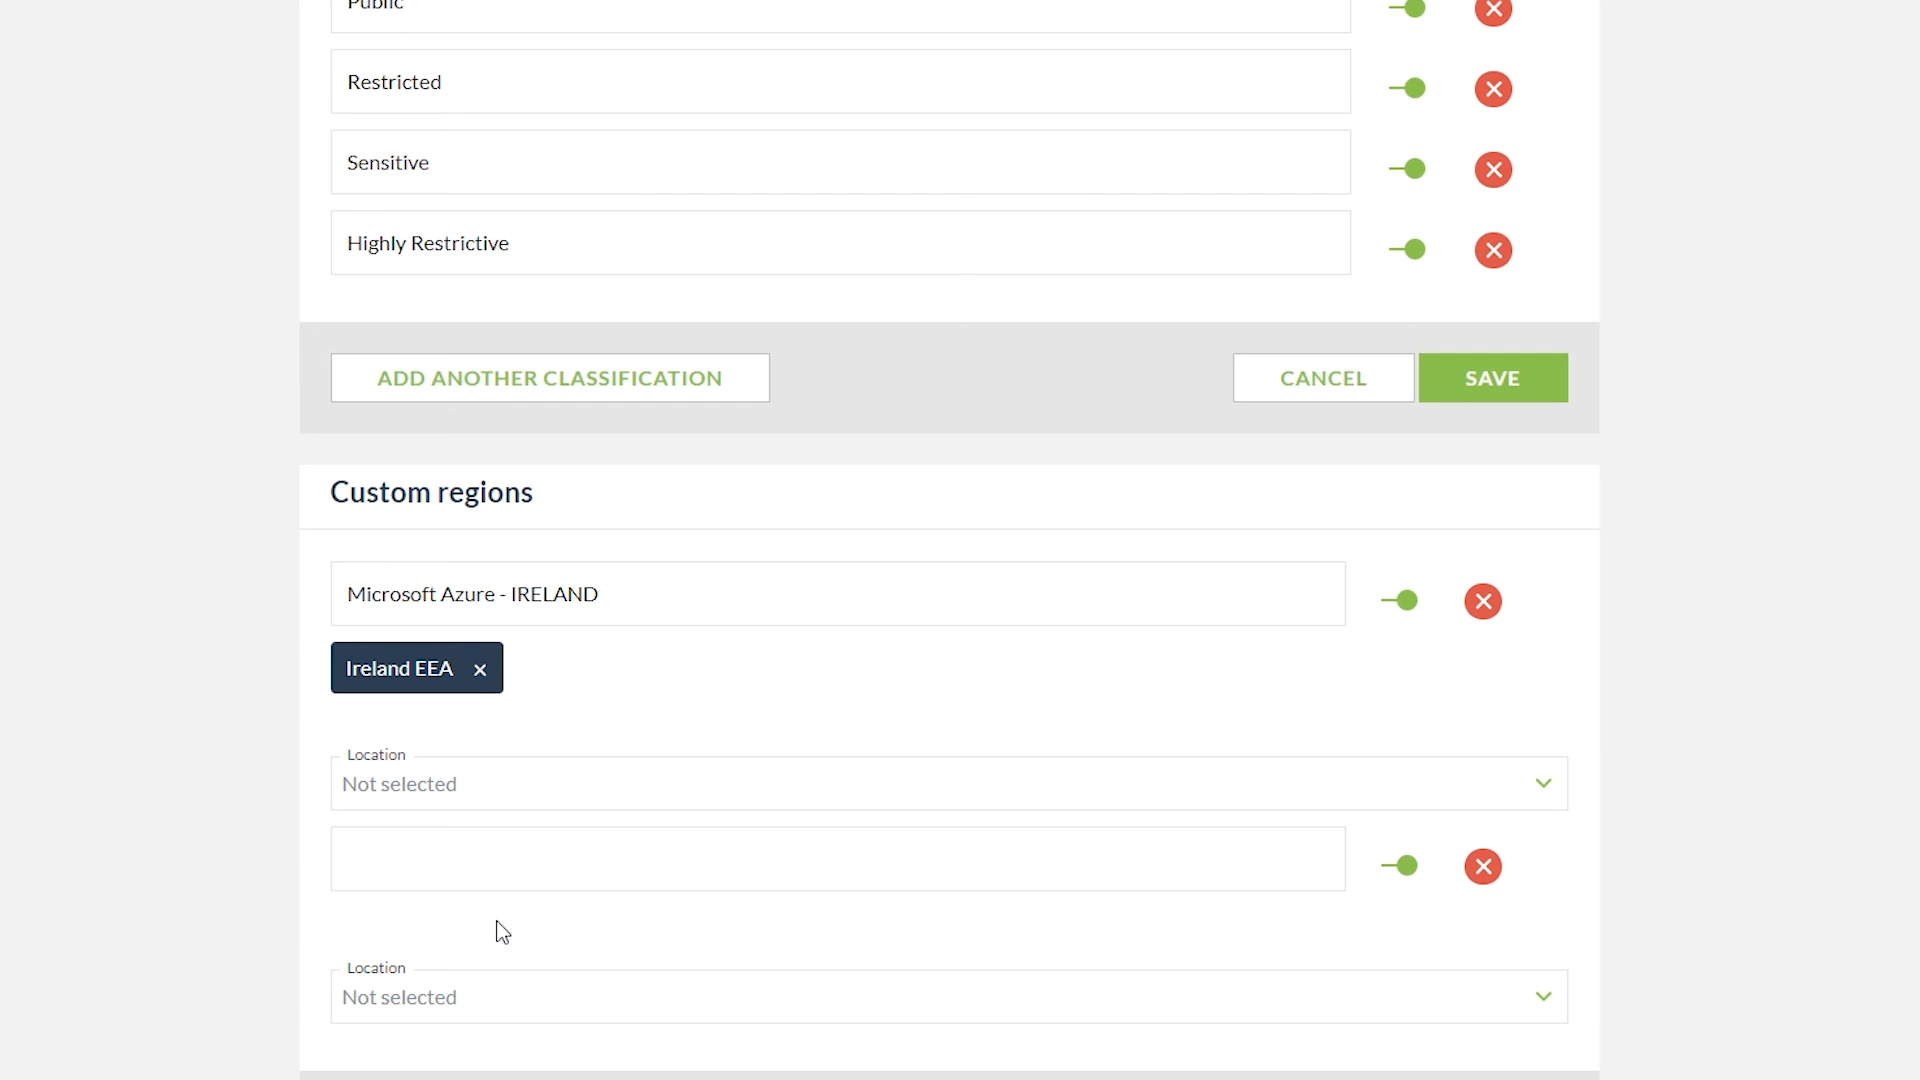 Public
Restricted
Sensitive
Highly Restrictive
ADD ANOTHER CLASSIFICATION
CANCEL
SAVE
Custom regions
Microsoft Azure - IRELAND
Ireland EEA
Location
Not selected
Location
Not selected